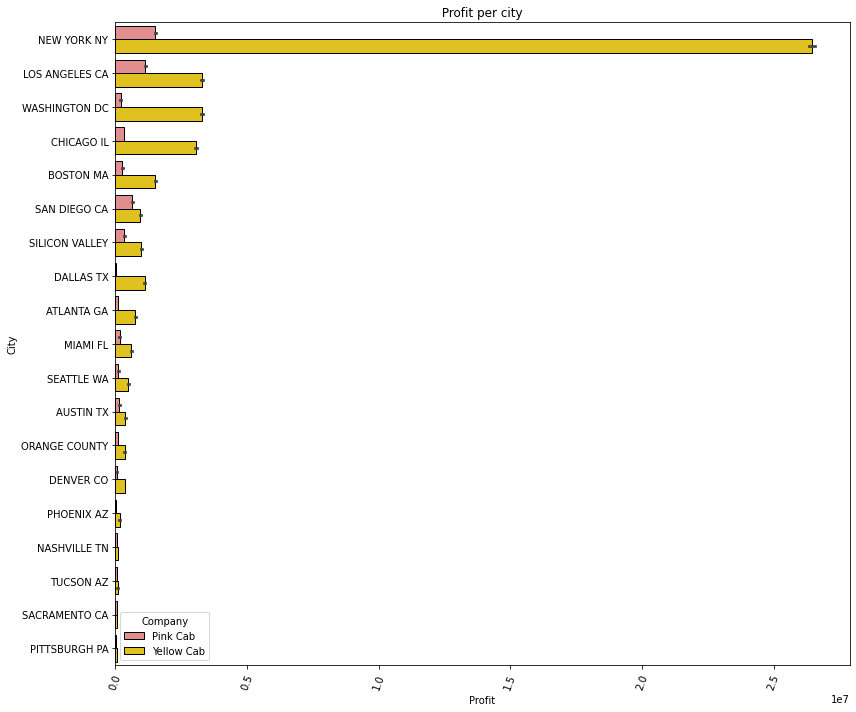 Profit per city
City
NEW YORK NY
LOS ANGELES CA
WASHINGTON DC
CHICAGO IL
BOSTON MA
SAN DIEGO CA
SILICON VALLEY
DALLAS TX
ATLANTA GA
MIAMI FL
SEATTLE WA
AUSTIN TX
ORANGE COUNTY
DENVER CO
PHOENIX AZ
NASHVILLE TN
TUCSON AZ
SACRAMENTO CA
PITTSBURGH PA
Company
Pink Cab
Yellow Cab
0.0 0.5 1.0 1.5 2.0 2.5
1e7
Profit